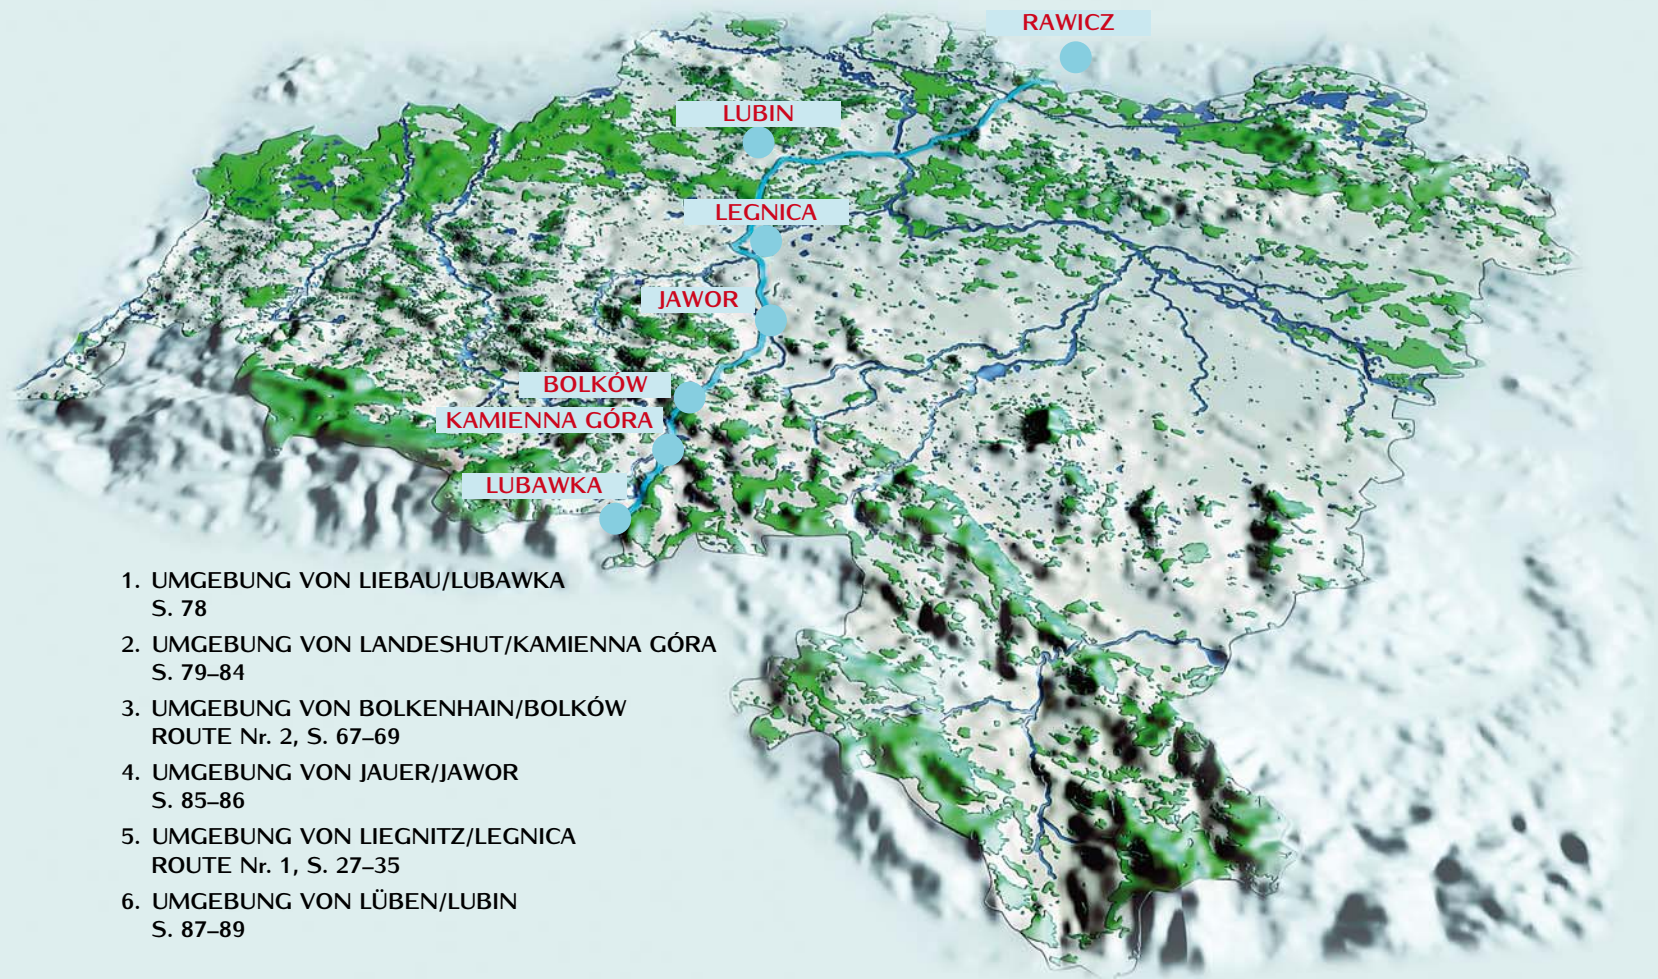 RAWICZ
LUBIN
LEGNICA
JAWOR
BOLKÓW
KAMIENNA GÓRA
LUBAWKA
1. UMGEBUNG VON LIEBAU/LUBAWKA
S. 78
2. UMGEBUNG VON LANDESHUT/KAMIENNA GÓRA
S. 79–84
3. UMGEBUNG VON BOLKENHAIN/BOLKÓW
ROUTE Nr. 2, S. 67–69
4. UMGEBUNG VON JAUER/JAWOR
S. 85–86
5. UMGEBUNG VON LIEGNITZ/LEGNICA
ROUTE Nr. 1, S. 27–35
6. UMGEBUNG VON LÜBEN/LUBIN
S. 87–89